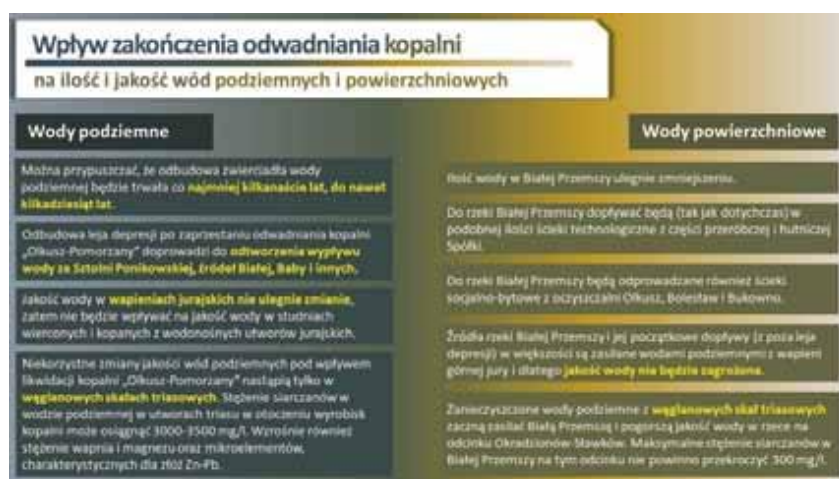 Wpływ zakończenia odwadniania kopalni
na ilość i jakość wód podziemnych i powierzchniowych
Wody podziemne
Można przypuszczać, że odbudowa zwierciadła wody
podziemnej będzie trwała co najmniej kilkanaście lat, do nawet
kilkadziesiąt lat.
Odbudowa leja depresji po zaprzestaniu odwadniania kopalni
„Olkusz-Pomorzany” doprowadzi do odtworzenia wypływu
wody ze Sztolni Ponikowskiej, źródeł Białej, Baby i innych.
Jakość wody w wapieniach jurajskich nie ulegnie zmianie,
zatem nie będzie wpływać na jakość wody w studniach
wierconych i kopanych z wodonośnych utworów jurajskich.
Niekorzystne zmiany jakości wód podziemnych pod wpływem
likwidacji kopalni „Olkusz-Pomorzany” nastąpią tylko w
węglanowych skałach triasowych. Stężenie siarczanów w
wodzie podziemnej w utworach triasu w otoczeniu wyrobisk
kopalni może osiągnąć 3000-3500 mg/l. Wzrośnie również
stężenie wapnia i magnezu oraz mikroelementów,
charakterystycznych dla złóż Zn-Pb.
Wody powierzchniowe
Ilość wody w Białej Przemszy ulegnie zmniejszeniu.
Do rzeki Białej Przemszy dopływać będą (tak jak dotychczas) w
podobnej ilości ścieki technologiczne z części przeróbczej i hutniczej
Spółki.
Do rzeki Białej Przemszy będą odprowadzane również ścieki
socjalno-bytowe z oczyszczalni Olkusz, Bolesław i Bukowno.
Źródła rzeki Białej Przemszy i jej początkowe dopływy (z poza leja
depresji) w większości są zasilane wodami podziemnymi z wapieni
górnej jury i dlatego jakość wody nie będzie zagrożona.
Zanieczyszczone wody podziemne z węglanowych skał triasowych
zaczną zasilać Białą Przemszę i pogorszą jakość wody w rzece na
odcinku Okradzionów-Sławków. Maksymalne stężenie siarczanów w
Białej Przemszy na tym odcinku nie powinno przekroczyć 300 mg/l.